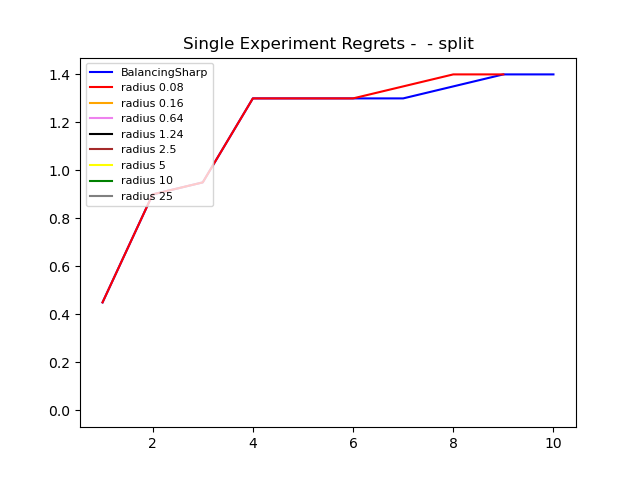 Single Experiment Regrets -  - split
BalancingSharp
radius 0.08
radius 0.16
radius 0.64
radius 1.24
radius 2.5
radius 5
radius 10
radius 25
1.4
1.2
1.0
0.8
0.6
0.4
0.2
0.0
2 4 6 8 10